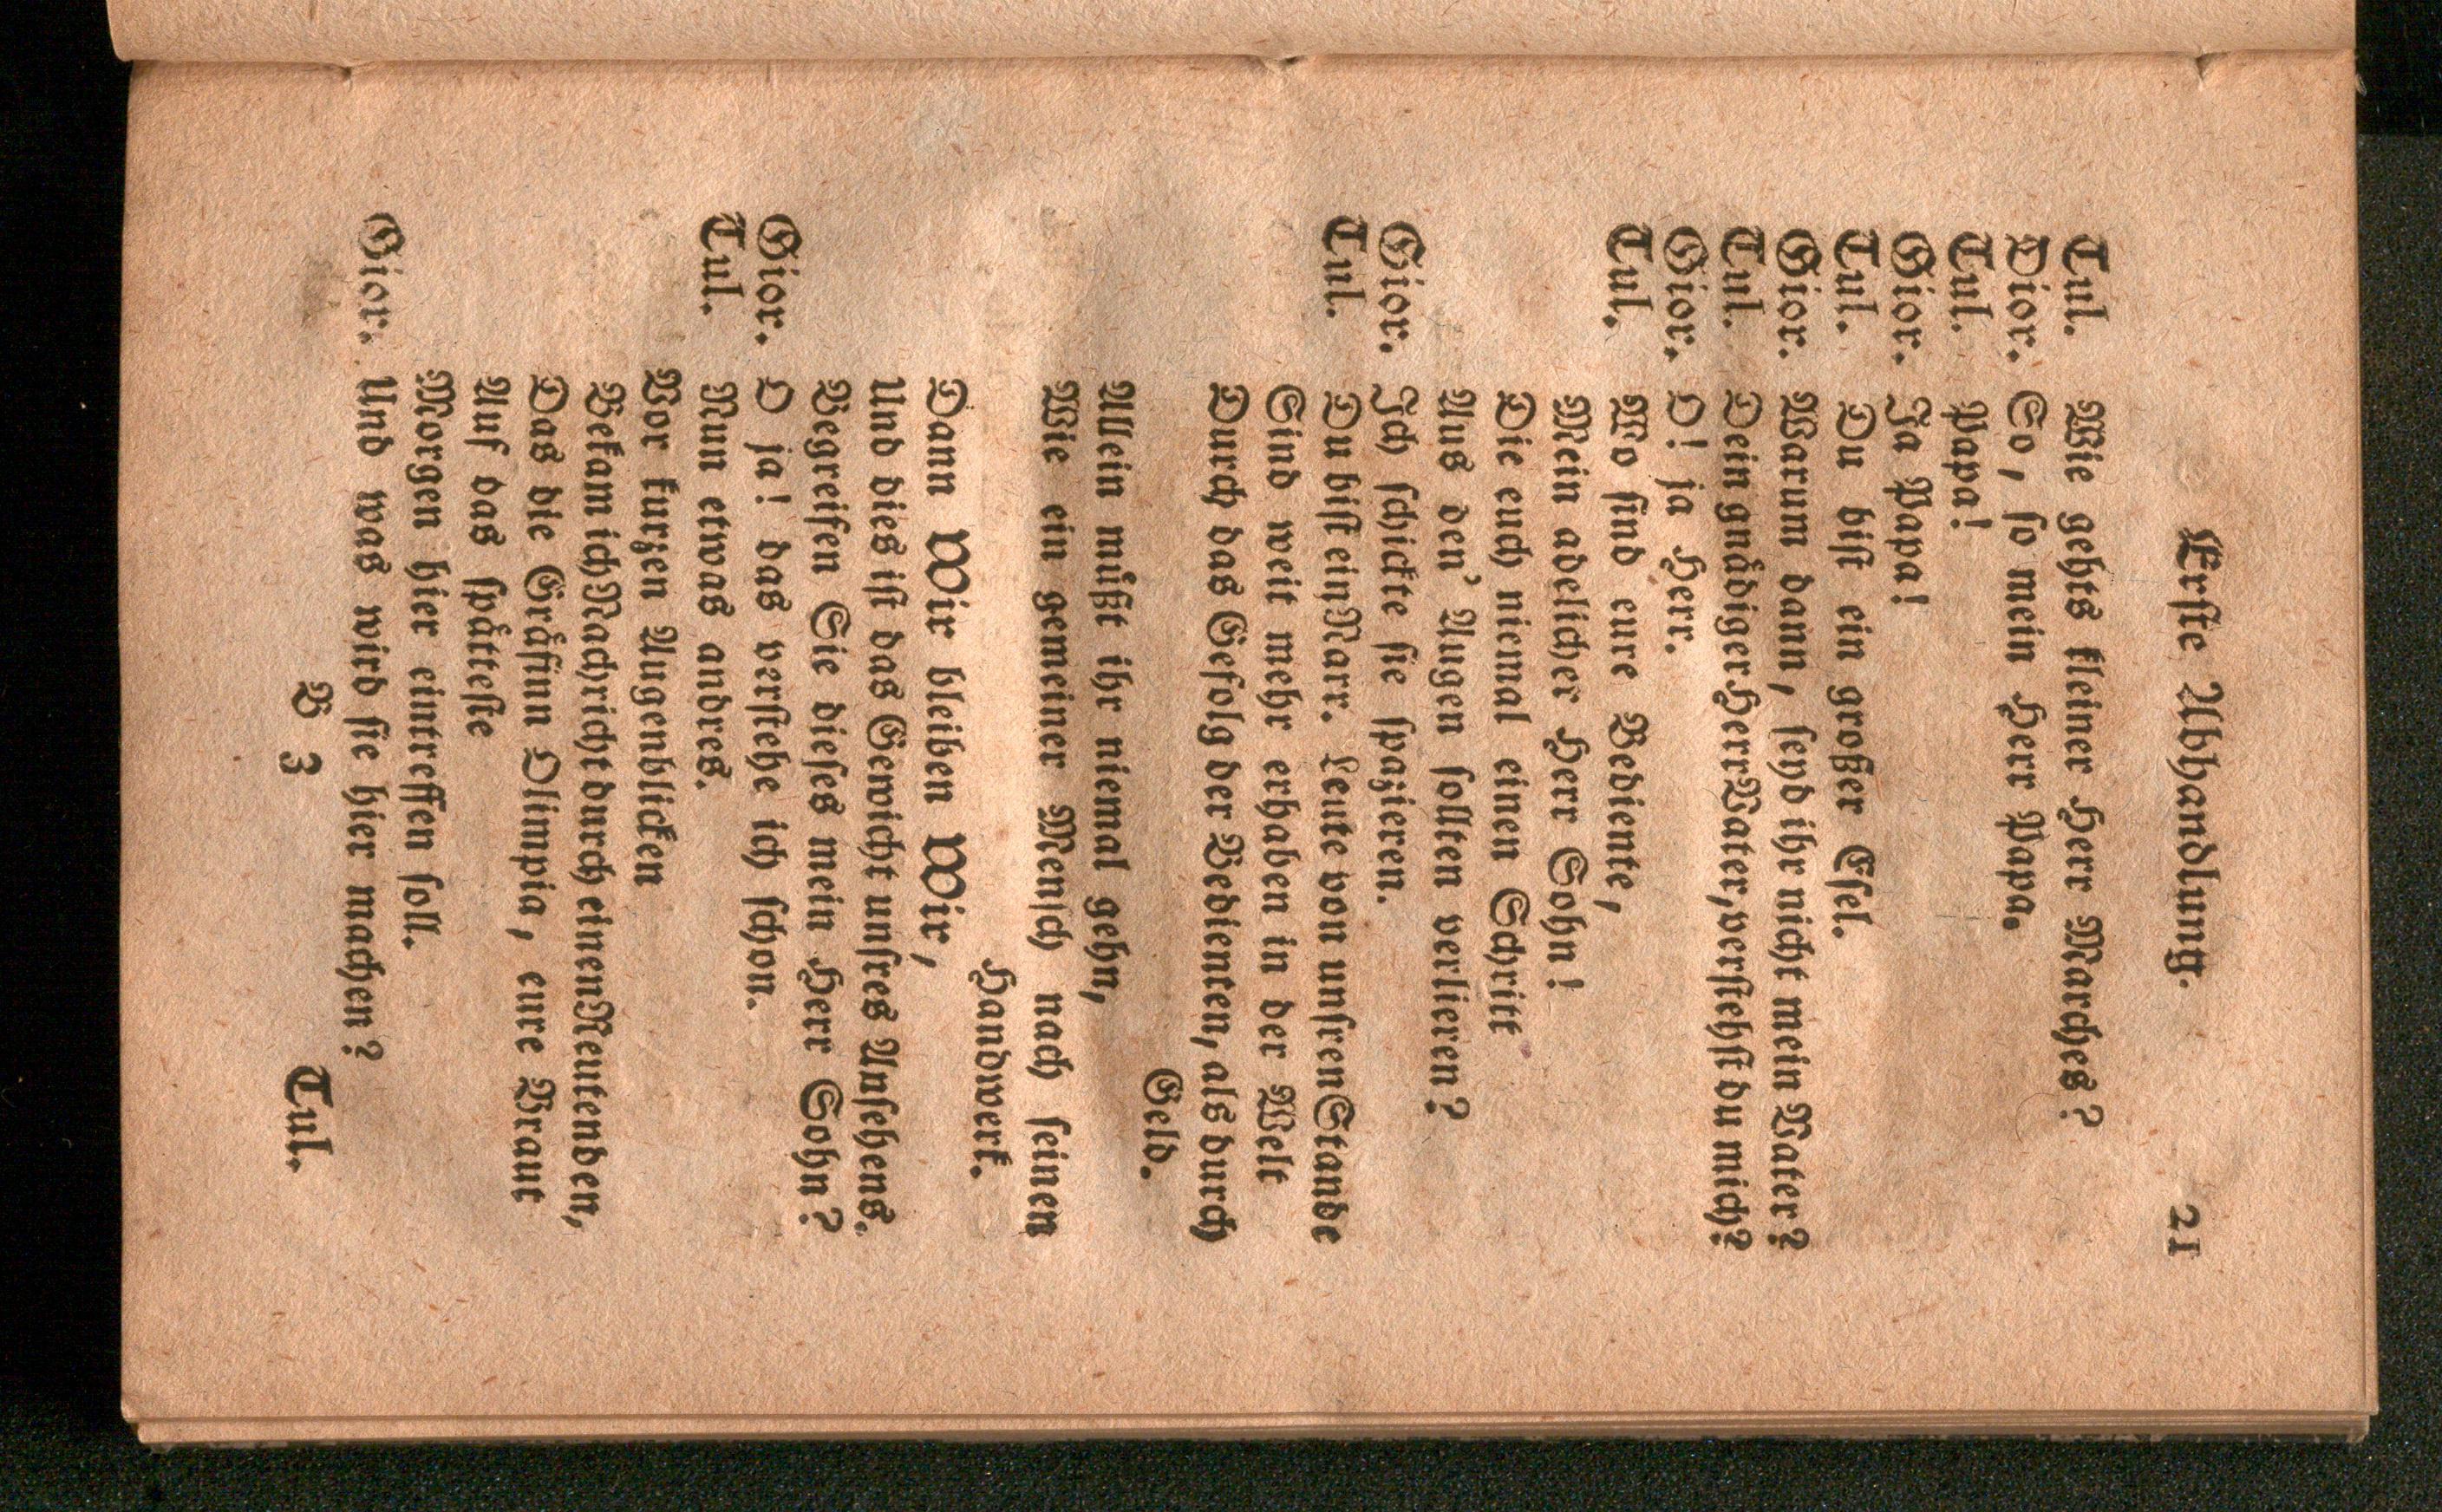 Erste Abhandlung. 21
Tul. Wie gehts kleiner Herr Marches?
Gior. So, so mein Herr Papa.
Tul. Papa!
Gior. Ja Papa!
Tul. Du bist ein großer Esel.
Gior. Warum dann, seyd ihr nicht mein Vater?
Tul. Dein gnådiger Herr Vater, verstehst du mich?
Gior. O! ja Herr.
Tul. Wo sind eure Bediente,
Mein adelicher Herr Sohn!
Die euch niemal einen Schritt
Aus den' Augen sollten verlieren?
Gior. Ich schickte sie spazieren.
Tul. Du bist ein Narr. Leute von unsren Stande
Sind weit mehr erhaben in der Welt
Durch das Gefolg der Bedienten, als durch
Geld.
Allein můßt ihr niemal gehn,
Wie ein gemeiner Mensch nach seinen
Handwerk.
Dann Wir bleiben Wir,
Und dies ist das Gewicht unsres Ansehens.
Begreifen Sie dieses mein Herr Sohn?
Gior. O ja! das verstehe ich schon.
Tul. Nun etwas andres.
Vor kurzen Augenblicken
Bekam ich Nachricht durch einen Reutenden,
Das die Gråfinn Olimpia, eure Braut
Auf das spåtteste
Morgen hier eintreffen soll.
Gior. Und was wird sie hier machen?
B 3 Tul.